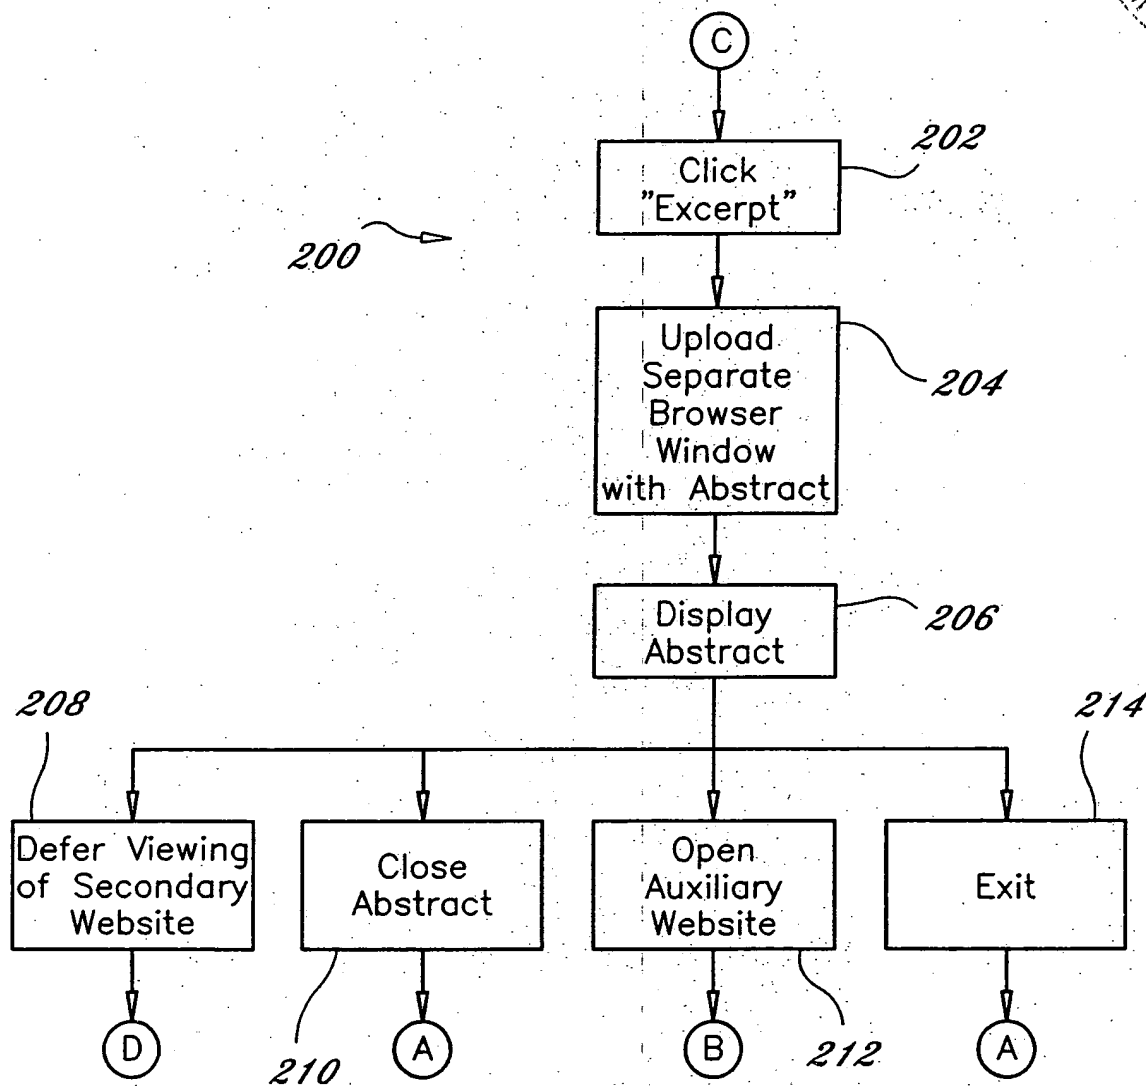 C
202
Click
"Excerpt"
200
Upload
Separate
Browser
Window
with Abstract
204
Display
Abstract
206
208
214
Defer Viewing
of Secondary
Website
Close
Abstract
Open
Auxiliary
Website
Exit
D
210
A
B
212
A